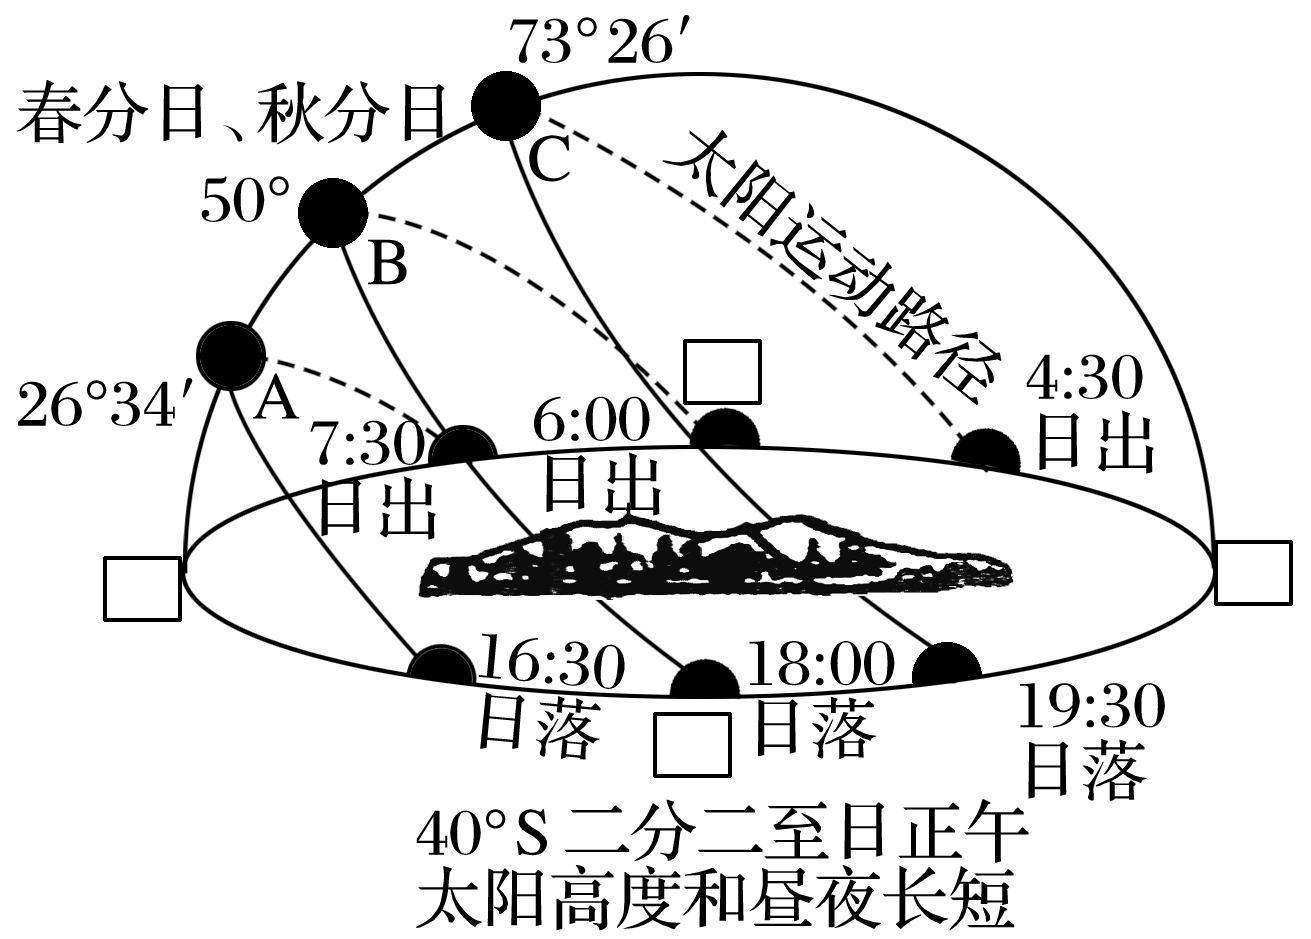 73°26′
春分日、秋分日
C
太阳运动路径
50°
B
4:30
日出
26°34′
A
7:30
日出
6:00
日出
16:30
日落
18:00
日落
19:30
日落
40°S 二分二至日正午
太阳高度和昼夜长短